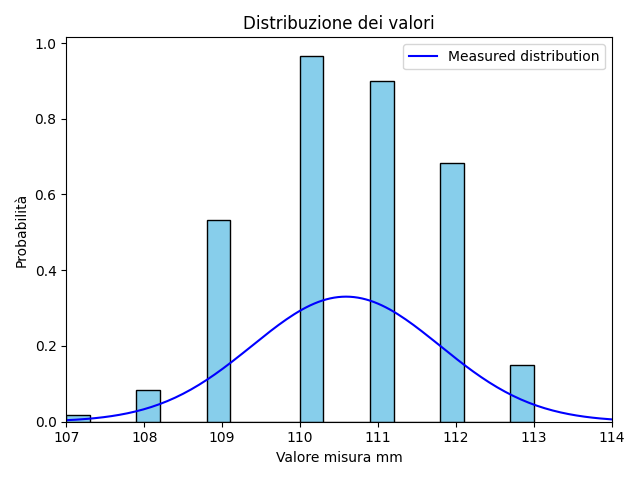 Distribuzione dei valori
Measured distribution
1.0
0.8
0.6
0.4
0.2
0.0
Probabilità
107 108 109 110 111 112 113 114
Valore misura mm